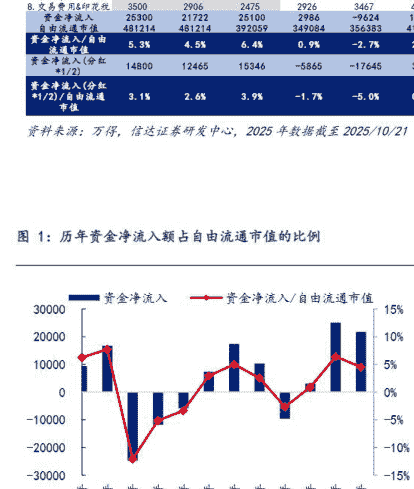 8. 交易费用&印花税 3500 2906 2475 2926 3467
资金净流入 25300 21722 25100 2986 -9624
自由流通市值 481214 481214 392059 349084 356383
资金净流入/自由流通市值 5.3% 4.5% 6.4% 0.9% -2.7%
资金净流入(分红*1/2) 14800 12465 15346 -5865 -17645
资金净流入(分红*1/2)/自由流通市值 3.1% 2.6% 3.9% -1.7% -5.0%
资料来源：万得，信达证券研发中心，2025 年数据截至 2025/10/21
图 1：历年资金净流入额占自由流通市值的比例
资金净流入 资金净流入/自由流通市值
30000 15%
20000 10%
10000 5%
0 0%
-10000 -5%
-20000 -10%
-30000 -15%